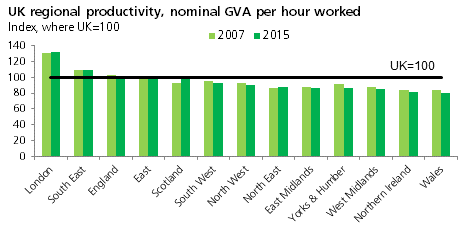 UK regional productivity, nominal GVA per hour worked
Index, where UK=100
2007 2015
UK=100
140
120
100
80
60
40
20
0
London
South East
England
East
Scotland
South West
North West
North East
East Midlands
Yorks & Humber
West Midlands
Northern Ireland
Wales